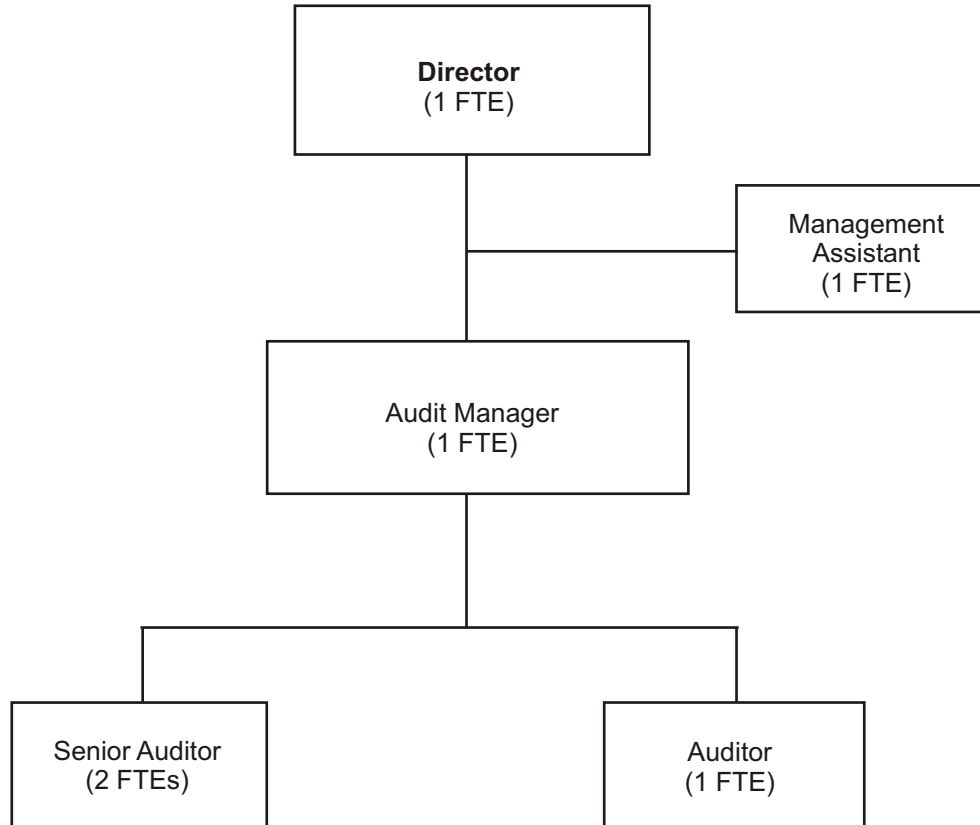 Director
(1 FTE)
Management
Assistant
(1 FTE)
Audit Manager
(1 FTE)
Senior Auditor
(2 FTEs)
Auditor
(1 FTE)